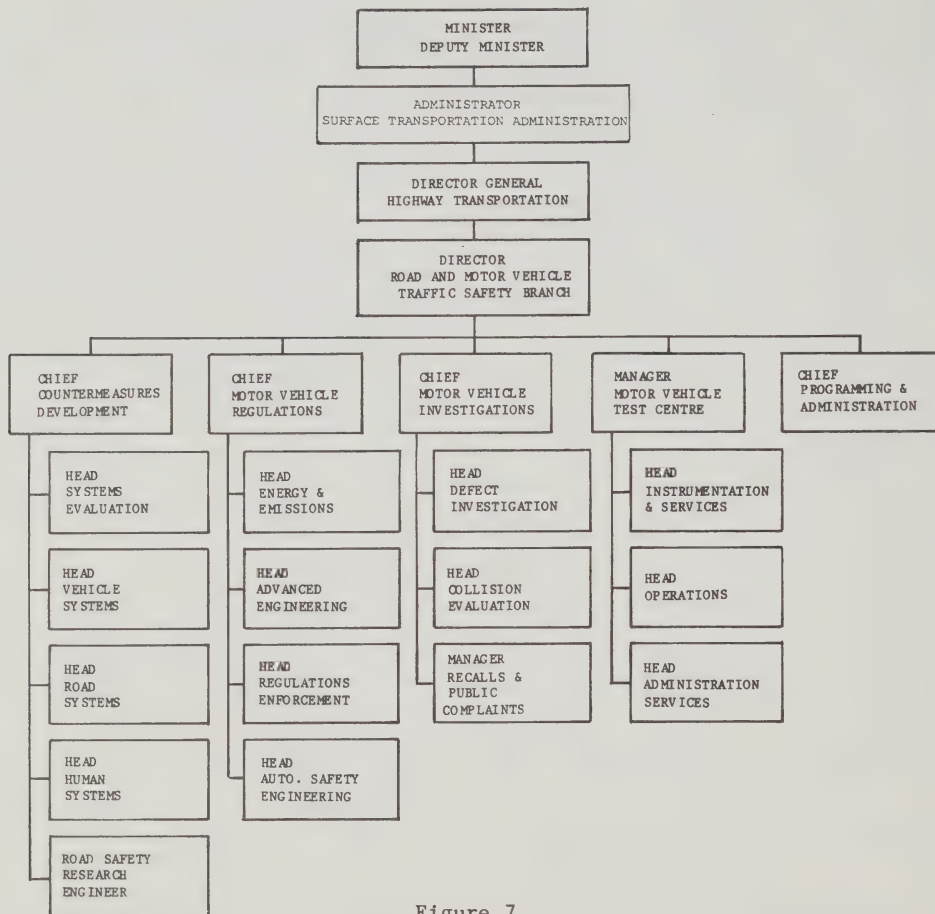 MINISTER
DEPUTY MINISTER
ADMINISTRATOR
SURFACE TRANSPORTATION ADMINISTRATION
DIRECTOR GENERAL
HIGHWAY TRANSPORTATION
DIRECTOR
ROAD AND MOTOR VEHICLE
TRAFFIC SAFETY BRANCH
CHIEF
COUNTERMEASURES
DEVELOPMENT
HEAD
SYSTEMS
EVALUATION
HEAD
VEHICLE
SYSTEMS
HEAD
ROAD
SYSTEMS
HEAD
HUMAN
SYSTEMS
ROAD SAFETY
RESEARCH
ENGINEER
CHIEF
MOTOR VEHICLE
REGULATIONS
HEAD
ENERGY &
EMISSIONS
HEAD
ADVANCED
ENGINEERING
HEAD
REGULATIONS
ENFORCEMENT
HEAD
AUTO. SAFETY
ENGINEERING
CHIEF
MOTOR VEHICLE
INVESTIGATIONS
HEAD
DEFECT
INVESTIGATION
HEAD
COLLISION
EVALUATION
MANAGER
RECALLS &
PUBLIC
COMPLAINTS
MANAGER
MOTOR VEHICLE
TEST CENTRE
HEAD
INSTRUMENTATION
& SERVICES
HEAD
OPERATIONS
HEAD
ADMINISTRATION
SERVICES
CHIEF
PROGRAMMING &
ADMINISTRATION
Figure 7